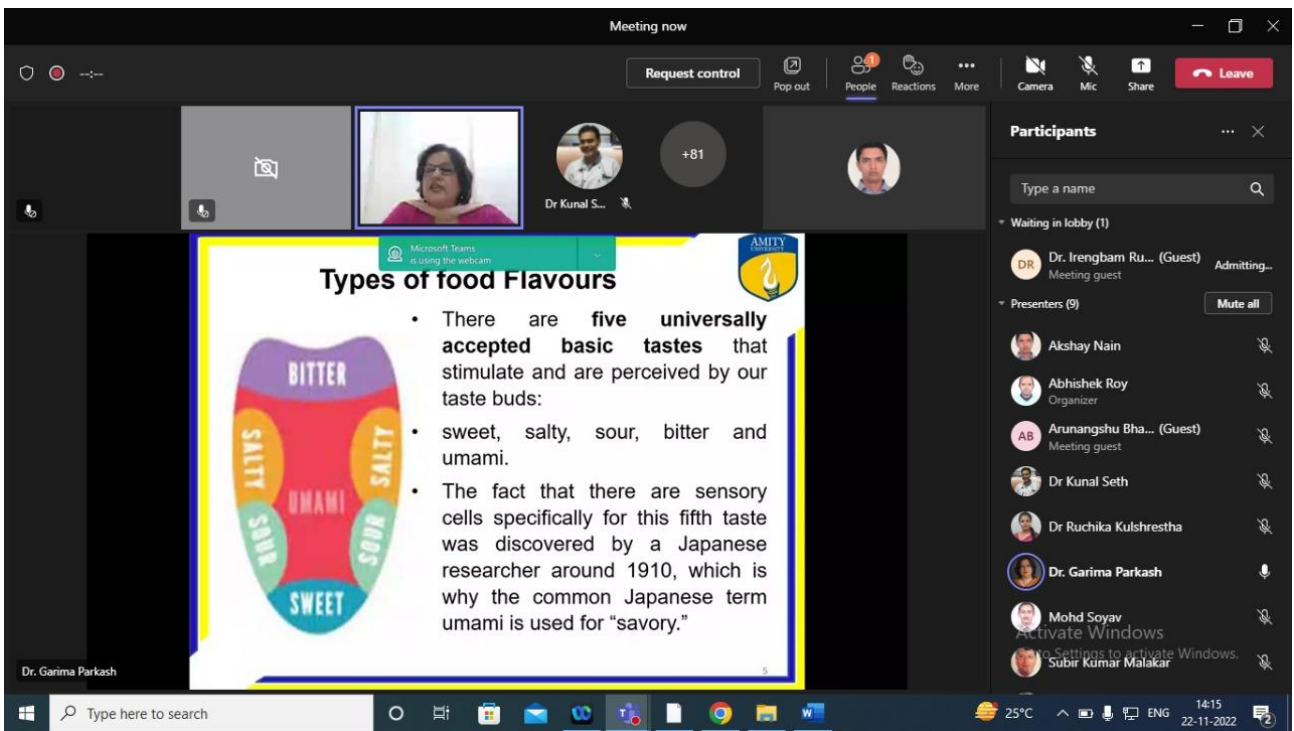 Meeting now
--:--
Request control
Pop out
1
People
Reactions
More
Camera
Mic
Share
Leave
Dr Kunal S...
+81
Microsoft Teams
is using the webcam
AMITY
UNIVERSITY
Types of food Flavours
• There are five universally
accepted basic tastes that
stimulate and are perceived by our
taste buds:
• sweet, salty, sour, bitter and
umami.
• The fact that there are sensory
cells specifically for this fifth taste
was discovered by a Japanese
researcher around 1910, which is
why the common Japanese term
umami is used for “savory.”
BITTER
SALTY
SALTY
UMAMI
SOUR
SOUR
SWEET
5
Dr. Garima Parkash
Participants
Type a name
Waiting in lobby (1)
DR
Dr. Irengbam Ru... (Guest)
Meeting guest
Admitting...
Presenters (9)
Mute all
Akshay Nain
Abhishek Roy
Organizer
AB
Arunangshu Bha... (Guest)
Meeting guest
Dr Kunal Seth
Dr Ruchika Kulshrestha
Dr. Garima Parkash
Mohd Soyav
Activate Windows
Go to Settings to activate Windows.
Subir Kumar Malakar
Type here to search
25°C
ENG
14:15
22-11-2022
2